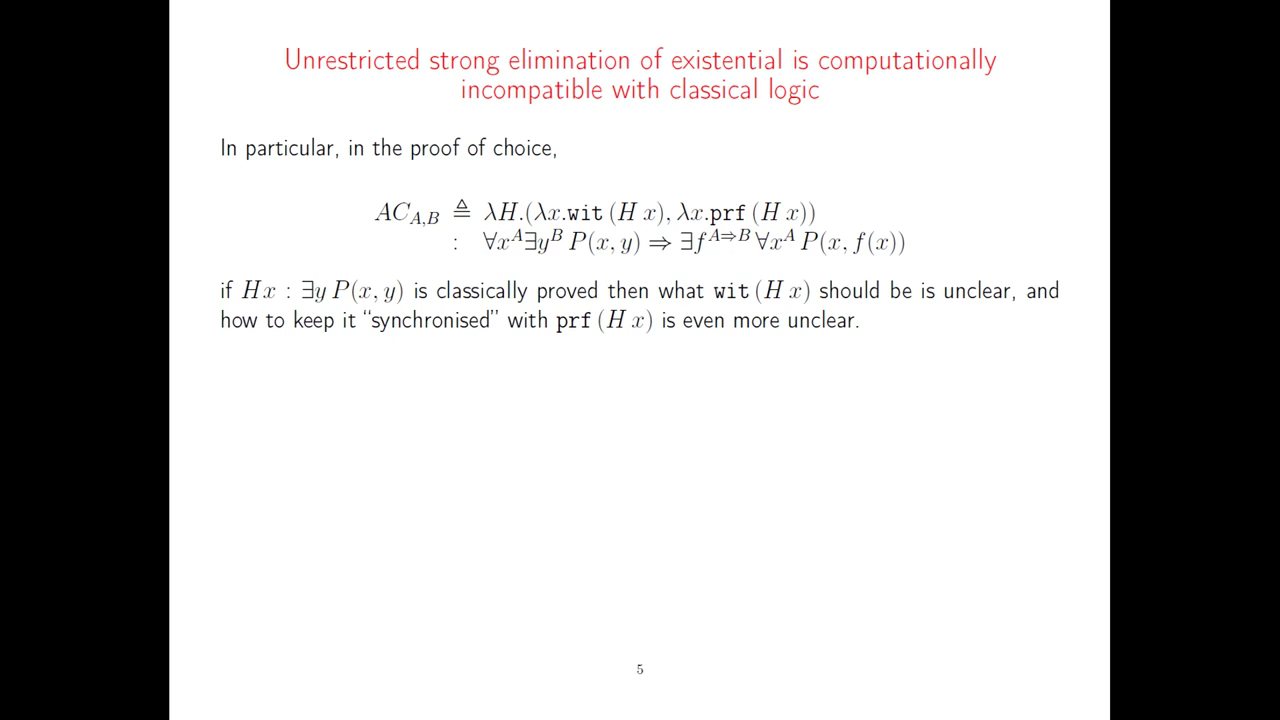 Unrestricted strong elimination of existential is computationally
incompatible with classical logic
In particular, in the proof of choice,
AC_{A,B} ≜ λH.(λx.wit (H x), λx.prf (H x))
: ∀x^A∃y^B P(x, y) ⇒ ∃f^{A⇒B} ∀x^A P(x, f(x))
if Hx : ∃y P(x, y) is classically proved then what wit (H x) should be is unclear, and
how to keep it “synchronised” with prf (H x) is even more unclear.
5